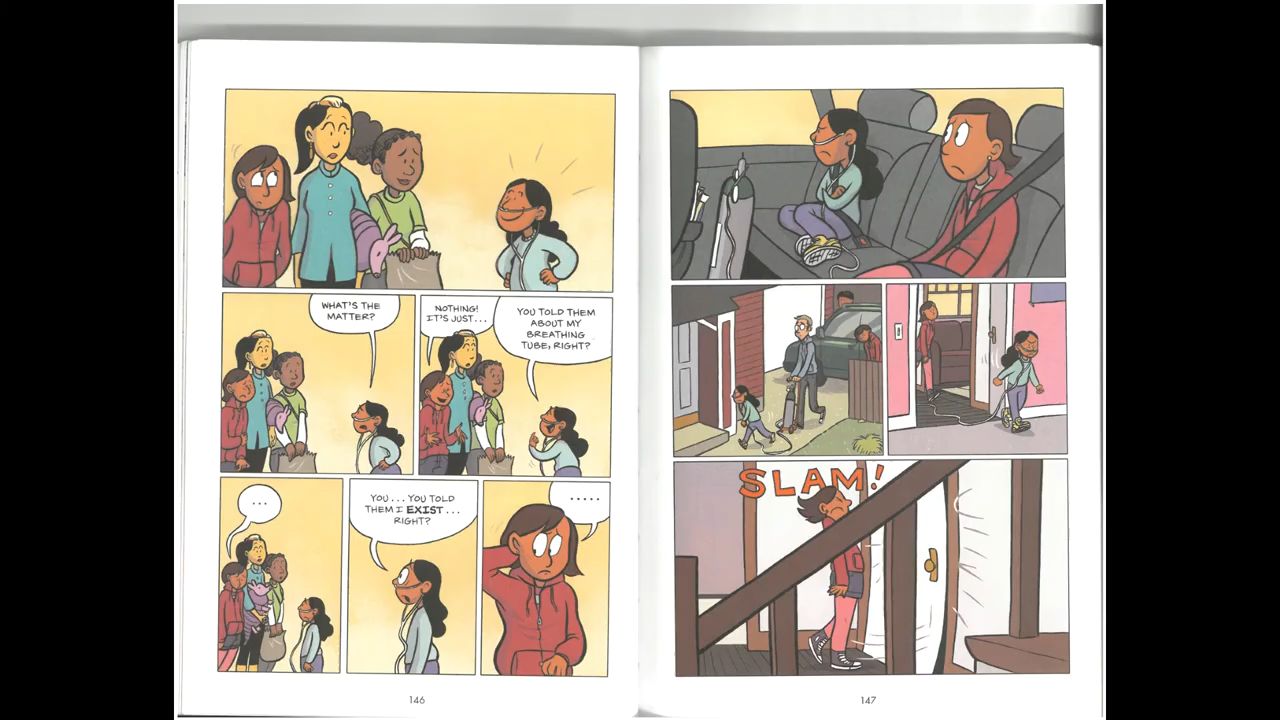 WHAT'S THE
MATTER?
NOTHING!
IT'S JUST...
YOU TOLD THEM
ABOUT MY
BREATHING
TUBE, RIGHT?
...
YOU...YOU TOLD
THEM I EXIST...
RIGHT?
.....
146
SLAM!
147